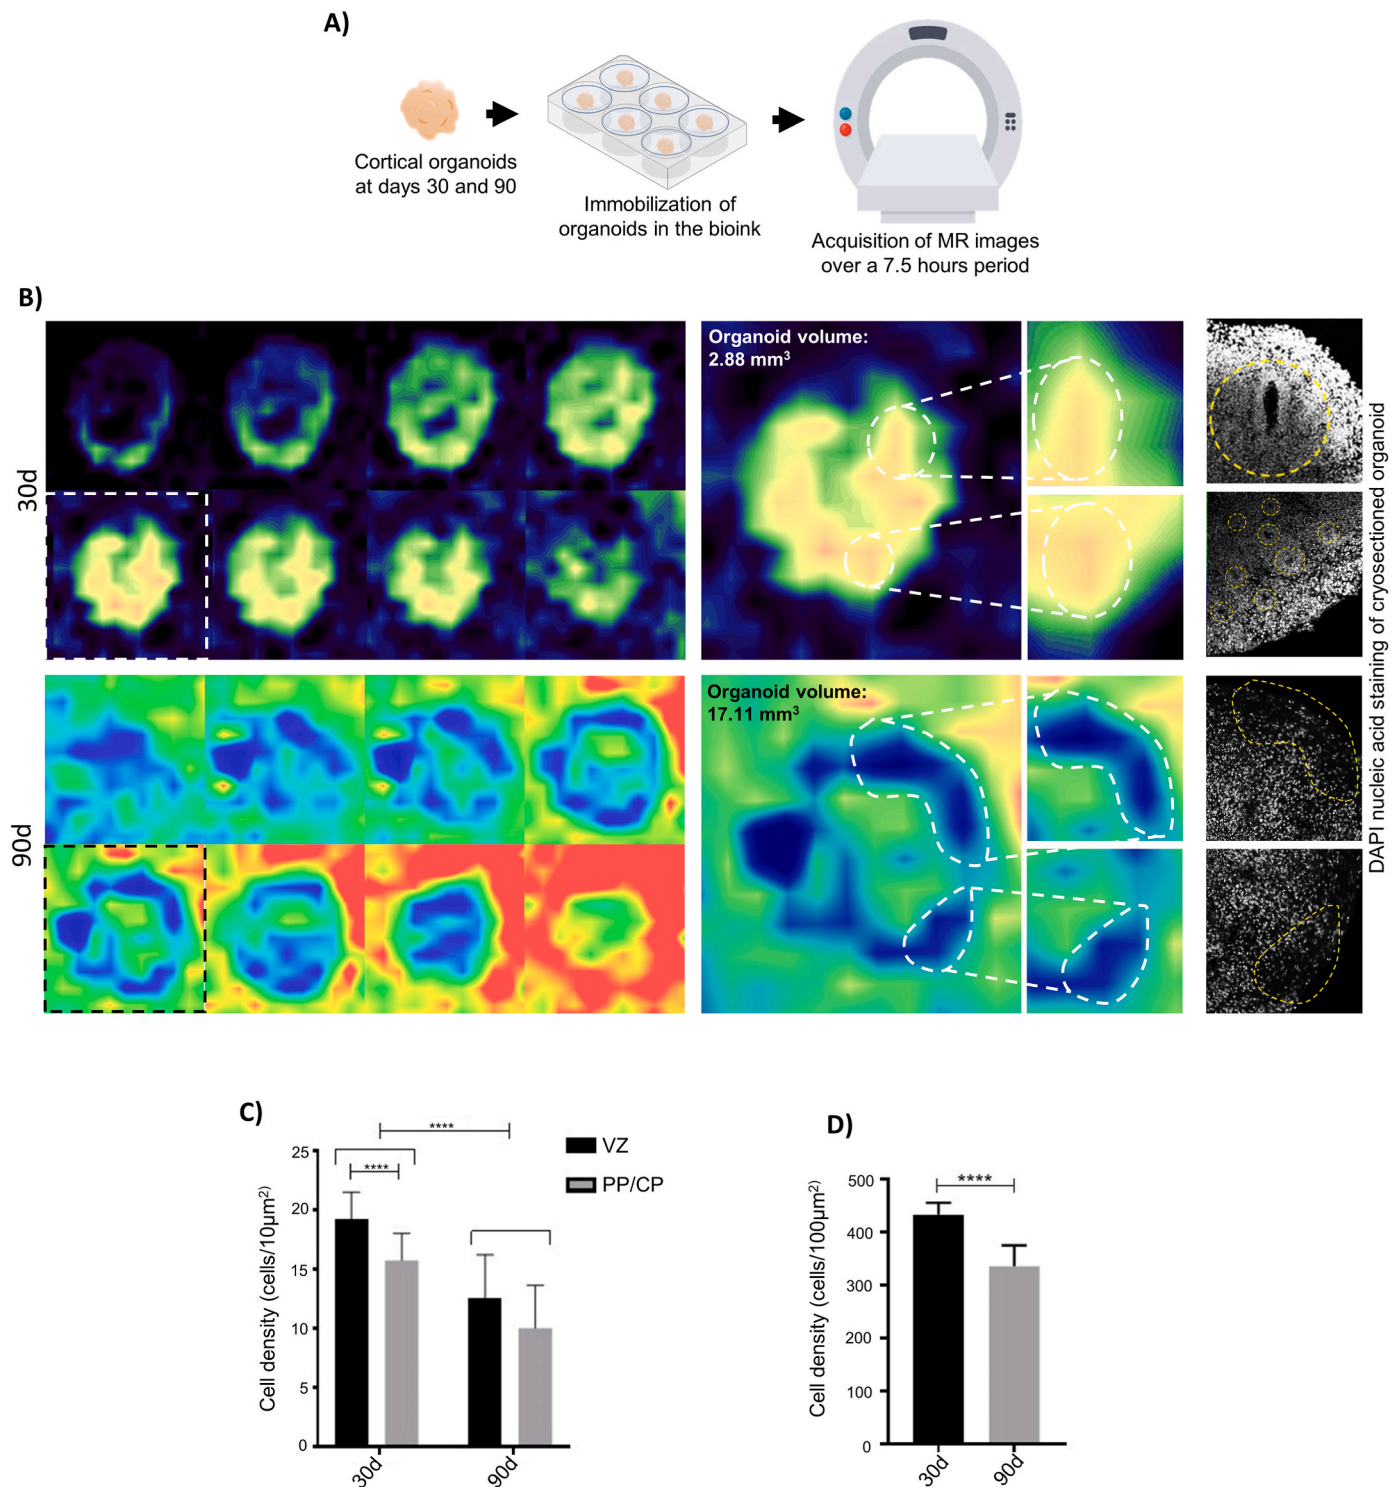 A)
Cortical organoids
at days 30 and 90
Immobilization of
organoids in the bioink
Acquisition of MR images
over a 7.5 hours period
B)
30d
Organoid volume:
2.88 mm³
90d
Organoid volume:
17.11 mm³
DAPI nucleic acid staining of cryosectioned organoid
C)
****
****
VZ
PP/CP
Cell density (cells/10µm²)
25
20
15
10
5
0
30d
90d
D)
****
Cell density (cells/100µm²)
500
400
300
200
100
0
30d
90d